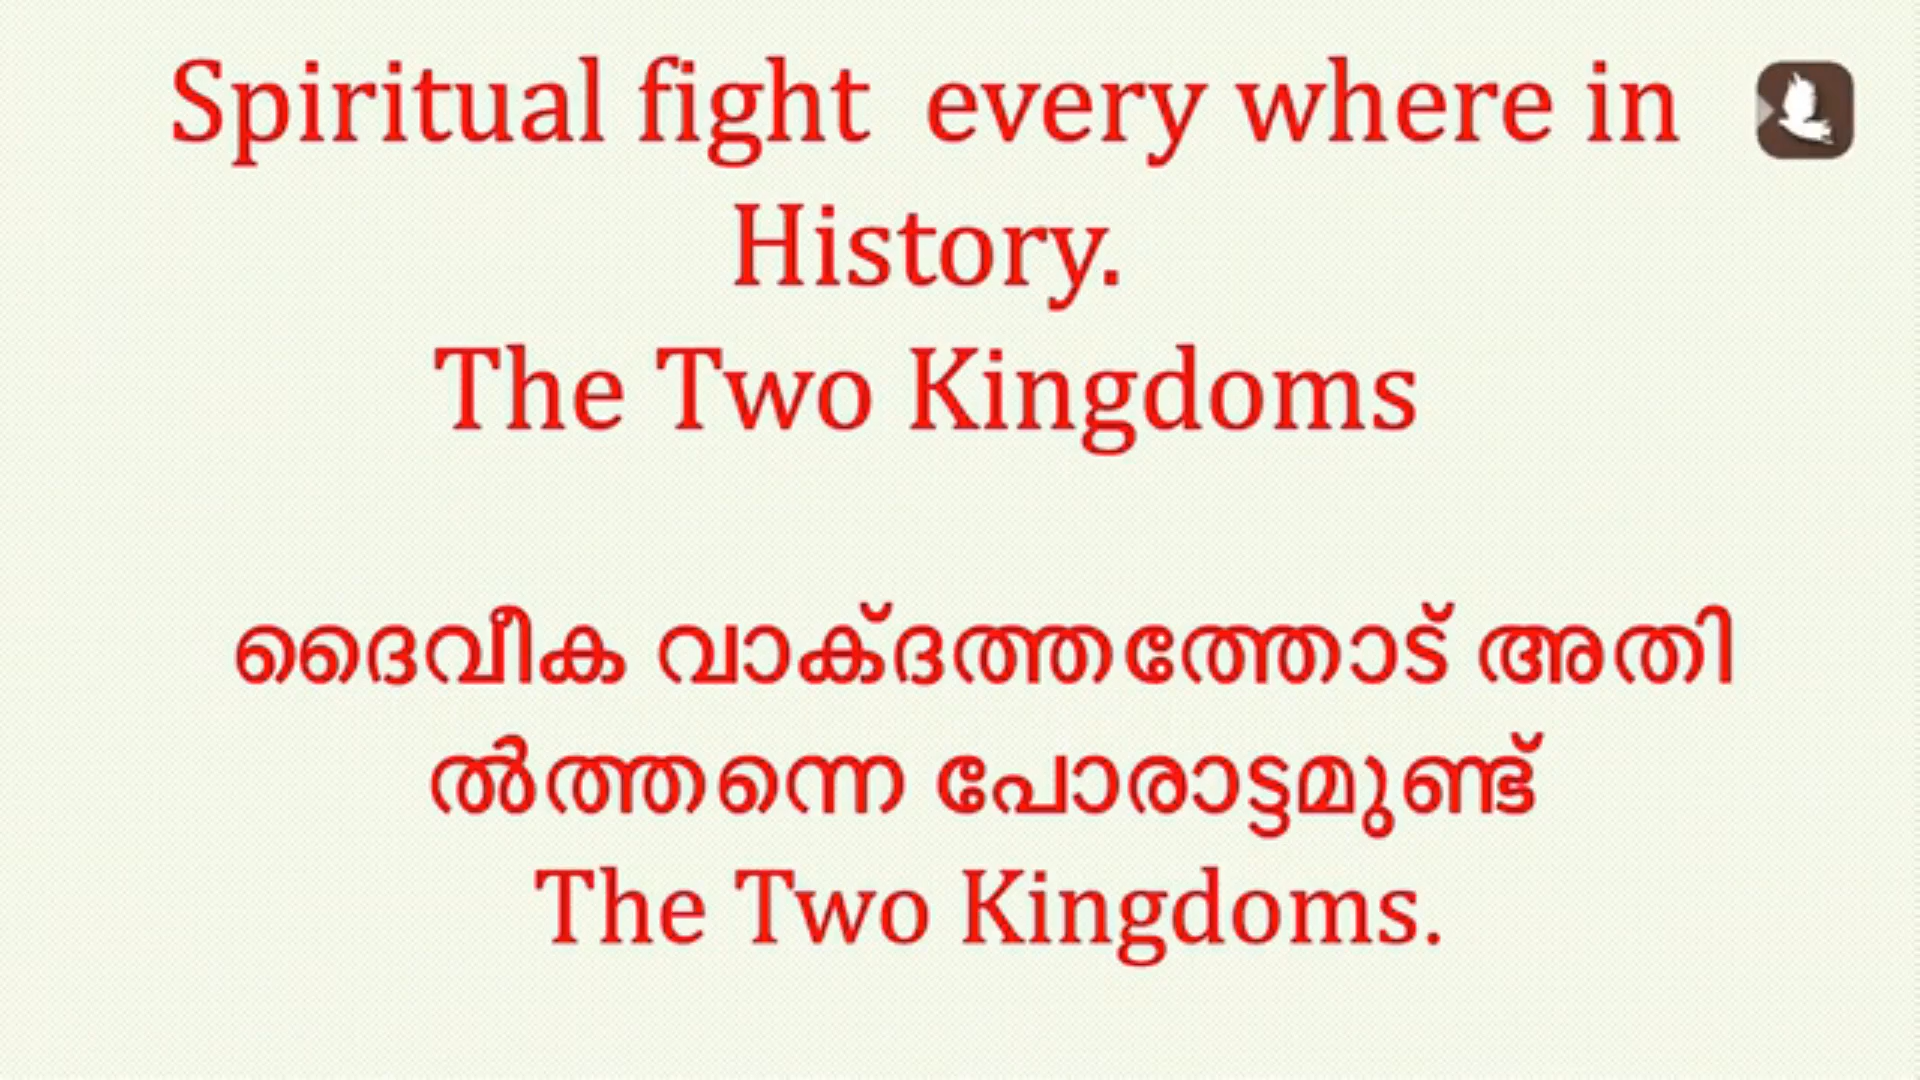 Spiritual fight  every where in
History.
The Two Kingdoms
ദൈവീക വാക്ദത്തത്തോട് അതി
ൽത്തന്നെ പോരാട്ടമുണ്ട്
The Two Kingdoms.